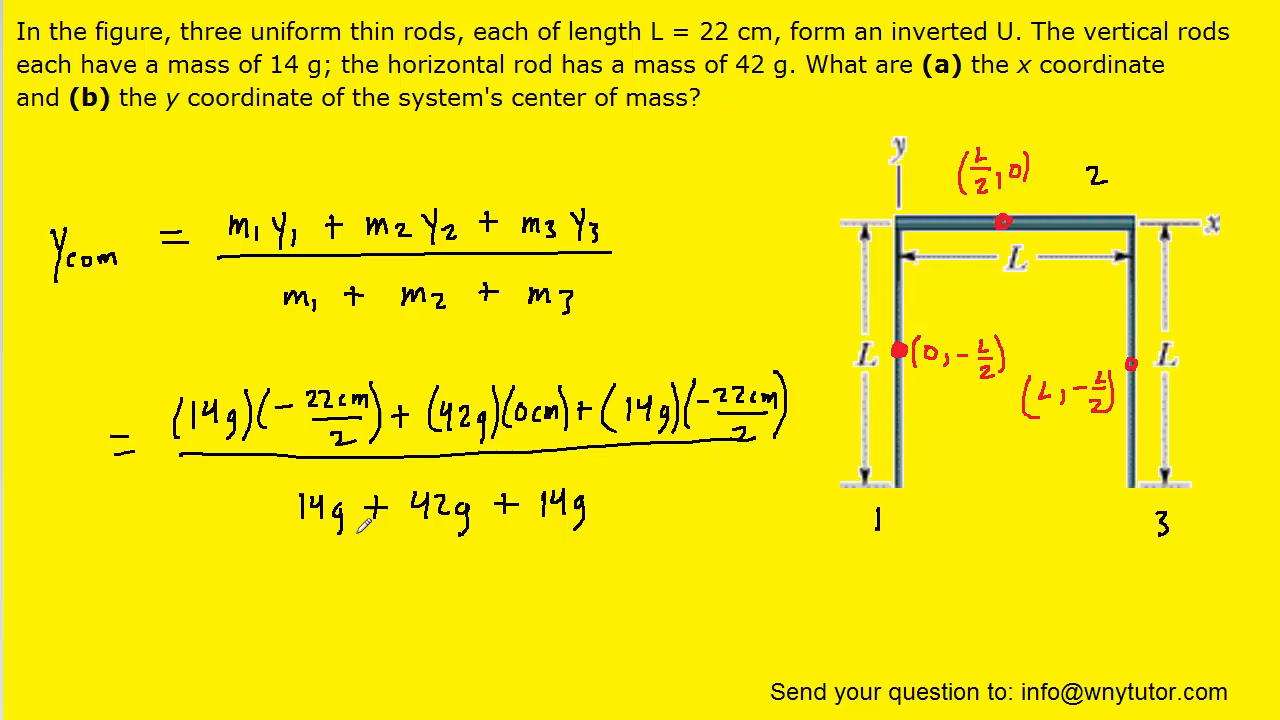 In the figure, three uniform thin rods, each of length L = 22 cm, form an inverted U. The vertical rods
each have a mass of 14 g; the horizontal rod has a mass of 42 g. What are (a) the x coordinate
and (b) the y coordinate of the system's center of mass?
y
(L/2, 0)
2
x
Ycom = (m1 Y1 + m2 Y2 + m3 Y3) / (m1 + m2 + m3)
L
L
(0, -L/2)
L
(L, -L/2)
= ((14g)(-22cm/2) + (42g)(0cm) + (14g)(-22cm/2)) / (14g + 42g + 14g)
1
3
Send your question to: info@wnytutor.com